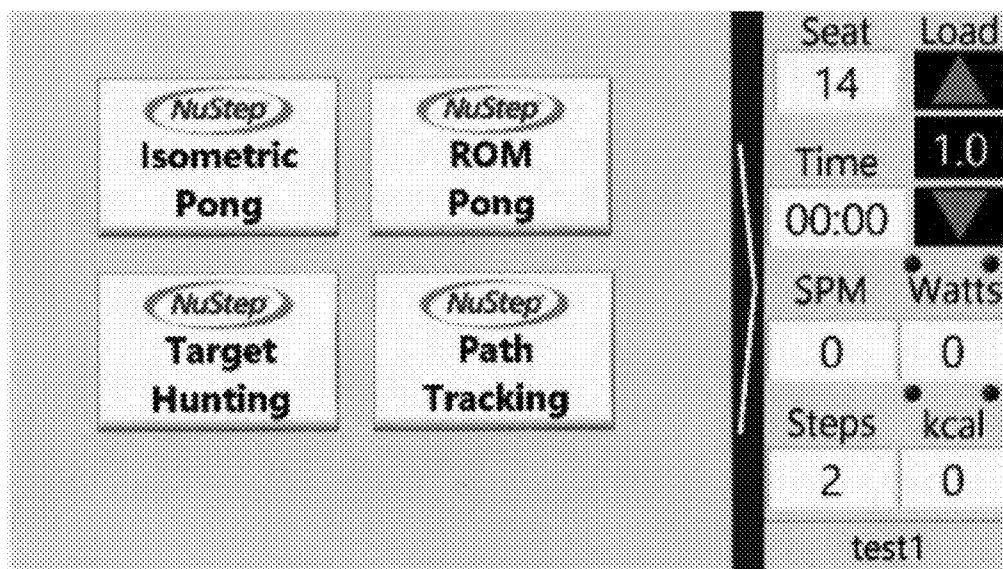 NuStep
Isometric
Pong
NuStep
ROM
Pong
NuStep
Target
Hunting
NuStep
Path
Tracking
Seat
14
Load
1.0
Time
00:00
SPM
0
Watts
0
Steps
2
kcal
0
test1